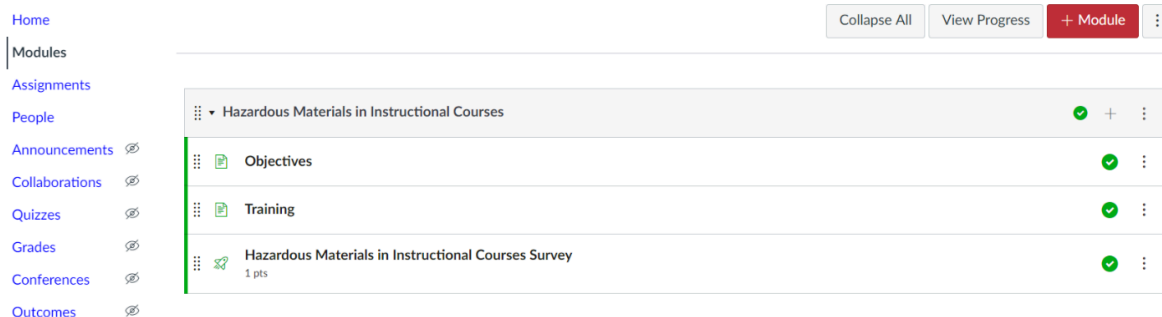 Home
Modules
Assignments
People
Announcements
Collaborations
Quizzes
Grades
Conferences
Outcomes
Collapse All
View Progress
+ Module
Hazardous Materials in Instructional Courses
Objectives
Training
Hazardous Materials in Instructional Courses Survey
1 pts